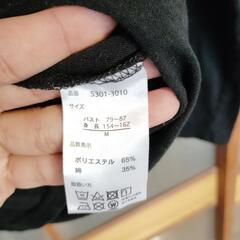 品番 5301-3010
サイズ
バスト 79~87
身長 154~162
M
品質表示
ポリエステル 65%
綿 35%